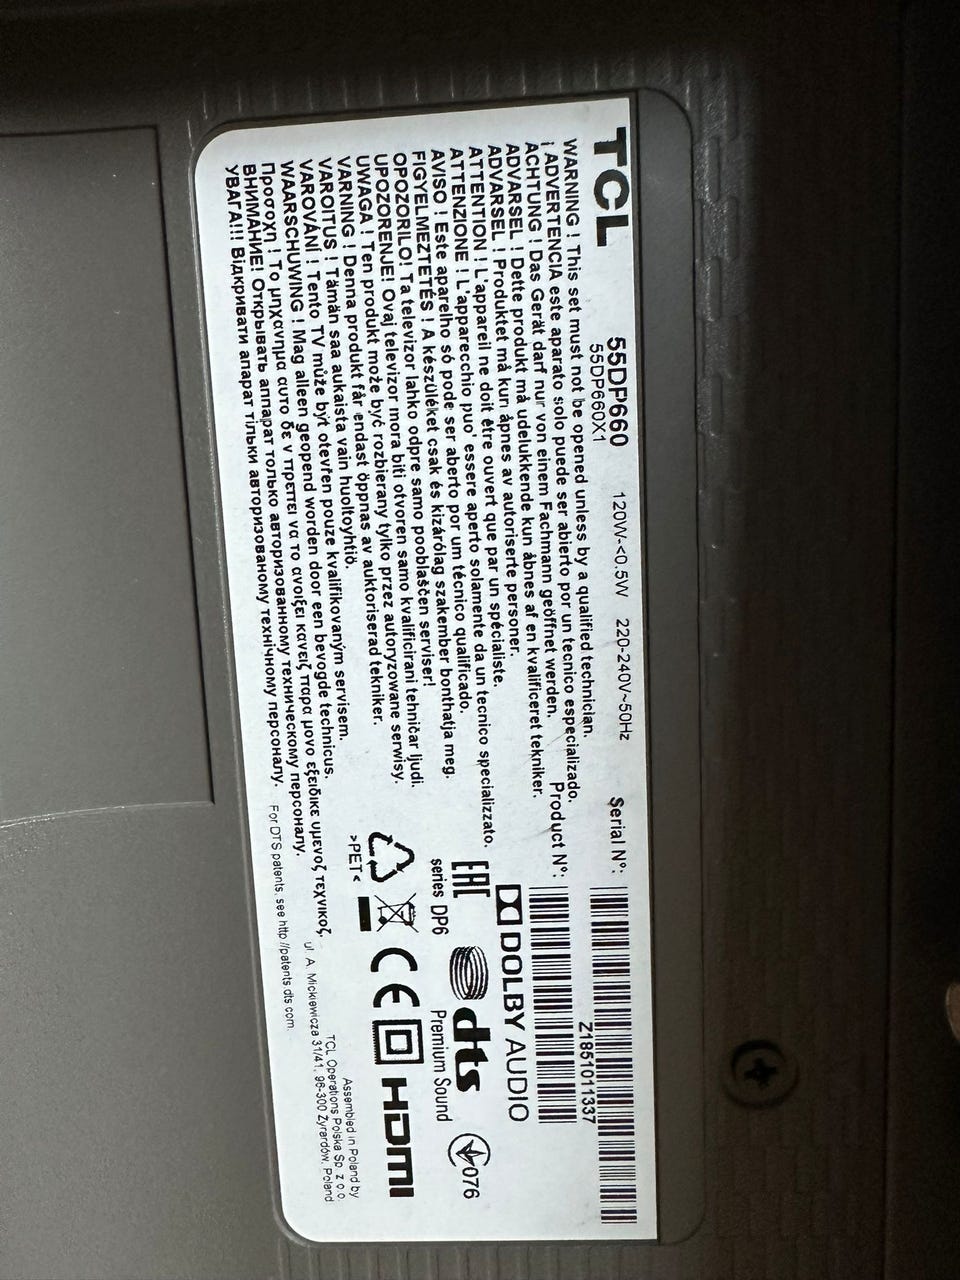 TCL
55DP660
55DP660X1
120W-<0.5W 220-240V~50Hz
Serial N°:
Z1851011337
Product N°:
WARNING ! This set must not be opened unless by a qualified technician.
¡ ADVERTENCIA este aparato solo puede ser abierto por un tecnico especializado.
ACHTUNG ! Das Gerät darf nur von einem Fachmann geöffnet werden.
ADVARSEL ! Dette produkt må udelukkende kun åbnes af en kvalificeret tekniker.
ADVARSEL ! Produktet må kun åpnes av autoriserte personer.
ATTENTION ! L'appareil ne doit être ouvert que par un spécialiste.
ATTENZIONE ! L'apparecchio puo' essere aperto solamente da un tecnico specializzato.
AVISO ! Este aparelho só pode ser aberto por um técnico qualificado.
FIGYELMEZTETÉS ! A készüléket csak és kizárólag szakember bonthatja meg.
OPOZORILO! Ta televizor lahko odpre samo pooblaščen serviser!
UPOZORENJE! Ovaj televizor mora biti otvoren samo kvalificirani tehničar ljudi.
UWAGA ! Ten produkt może być rozbierany tylko przez autoryzowane serwisy.
VARNING ! Denna produkt får endast öppnas av auktoriserad tekniker.
VAROITUS ! Tämän saa aukaista vain huoltoyhtiö.
VAROVÁNÍ ! Tento TV může být otevřen pouze kvalifikovaným servisem.
WAARSCHUWING ! Mag alleen geopend worden door een bevogde technicus.
Προσοχη ! Το μηχανημα αυτο δε ν πρεπει να το ανοιξει κανεις παρα μονο εξειδικε υμενος τεχνικος.
ВНИМАНИЕ! Открывать аппарат только авторизованному техническому персоналу.
УВАГА!!! Відкривати апарат тільки авторизованому технічному персоналу.
DOLBY AUDIO
EAC
series DP6
dts
Premium Sound
076
>PET<
CE
HDMI
Assembled in Poland by
TCL Operations Polska Sp. z o.o.
ul. A. Mickiewicza 31/41, 96-300 Żyrardów, Poland
For DTS patents, see http://patents.dts.com.